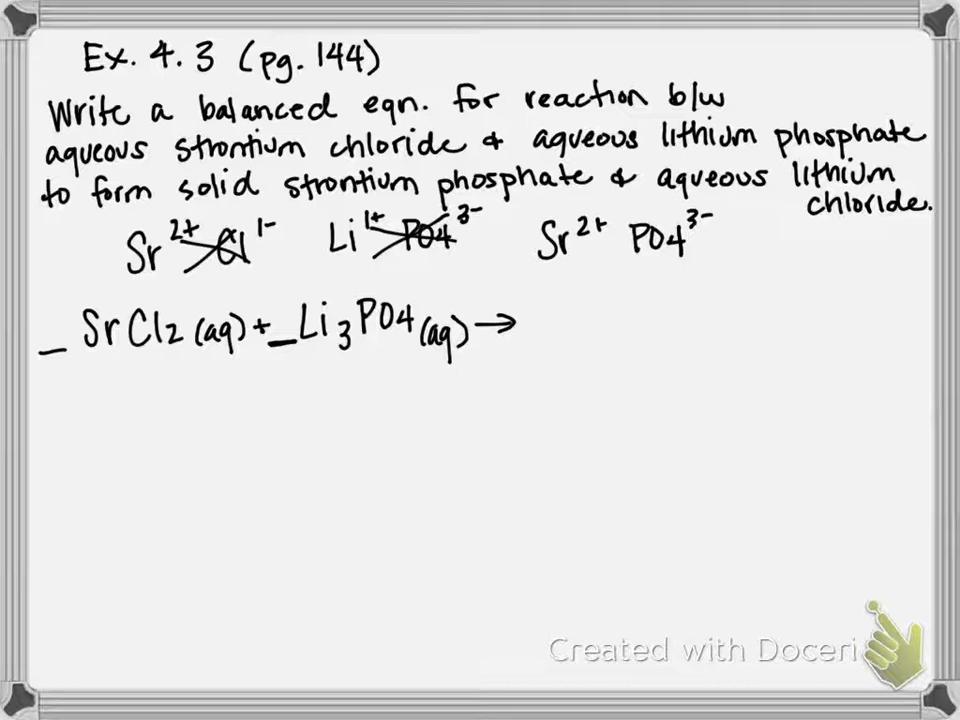 Ex. 4.3 (pg. 144)
Write a balanced eqn. for reaction b/w
aqueous strontium chloride & aqueous lithium phosphate
to form solid strontium phosphate & aqueous lithium
chloride.
Sr 2+ Cl 1- Li 1+ PO4 3- Sr 2+ PO4 3-
_ SrCl2 (aq) + _ Li3PO4 (aq) →
Created with Doceri